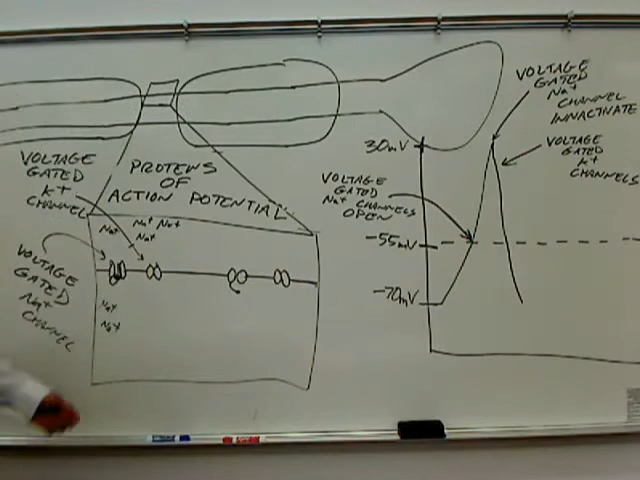 VOLTAGE
GATED
K+
CHANNEL
PROTEINS
OF
ACTION POTENTIAL
VOLTAGE
GATED
Na+
CHANNEL
Na+
Na+ Na+
Na+
Na+
Na+
VOLTAGE
GATED
Na+ CHANNELS
OPEN
30mV
-55mV
-70mV
VOLTAGE
GATED
Na+
CHANNEL
INNACTIVATE
VOLTAGE
GATED
K+
CHANNELS